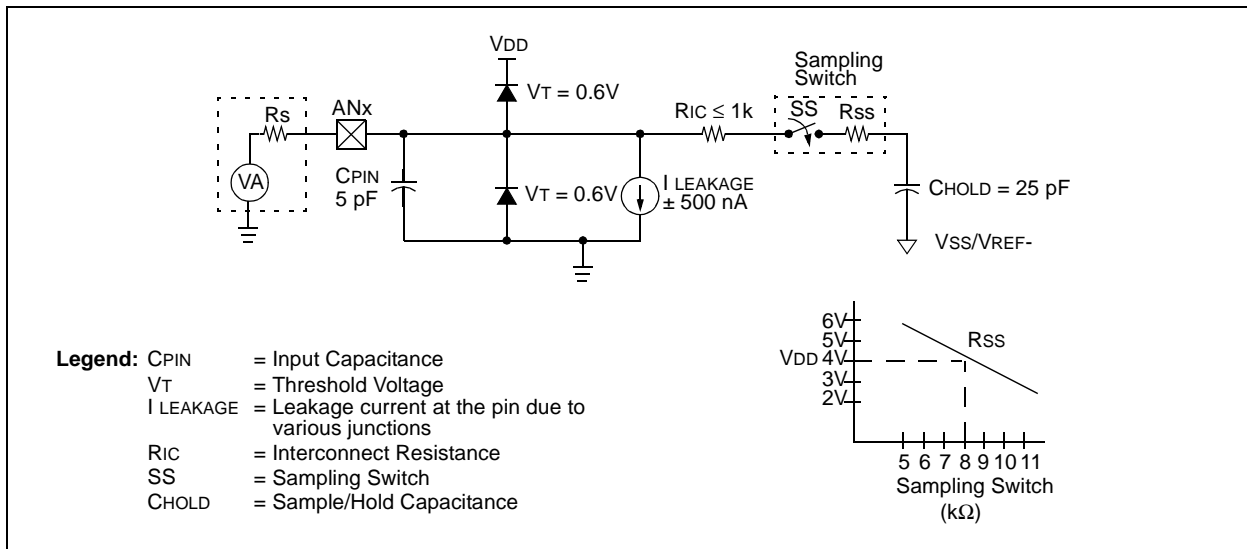 VDD
Sampling
Switch
VT = 0.6V
Rs
ANx
RIC ≤ 1k
SS
RSS
VA
CPIN
5 pF
VT = 0.6V
I LEAKAGE
± 500 nA
CHOLD = 25 pF
VSS/VREF-
Legend: CPIN = Input Capacitance
VT = Threshold Voltage
I LEAKAGE = Leakage current at the pin due to
various junctions
RIC = Interconnect Resistance
SS = Sampling Switch
CHOLD = Sample/Hold Capacitance
6V
5V
RSS
VDD 4V
3V
2V
5 6 7 8 9 10 11
Sampling Switch
(kΩ)